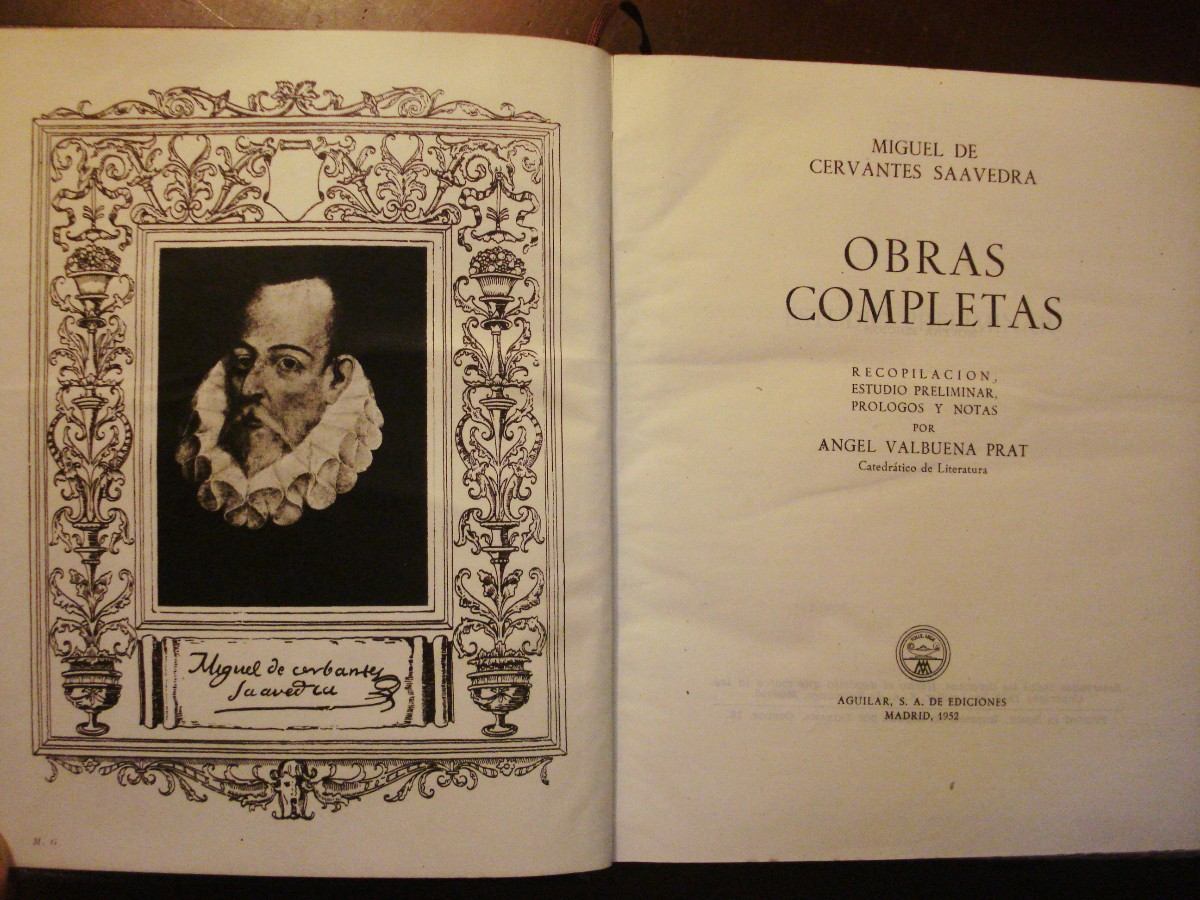 Miguel de cerbantes
saavedra
M. G
MIGUEL DE
CERVANTES SAAVEDRA
OBRAS
COMPLETAS
RECOPILACION,
ESTUDIO PRELIMINAR,
PROLOGOS Y NOTAS
POR
ANGEL VALBUENA PRAT
Catedrático de Literatura
AGUILAR, S. A. DE EDICIONES
MADRID, 1952